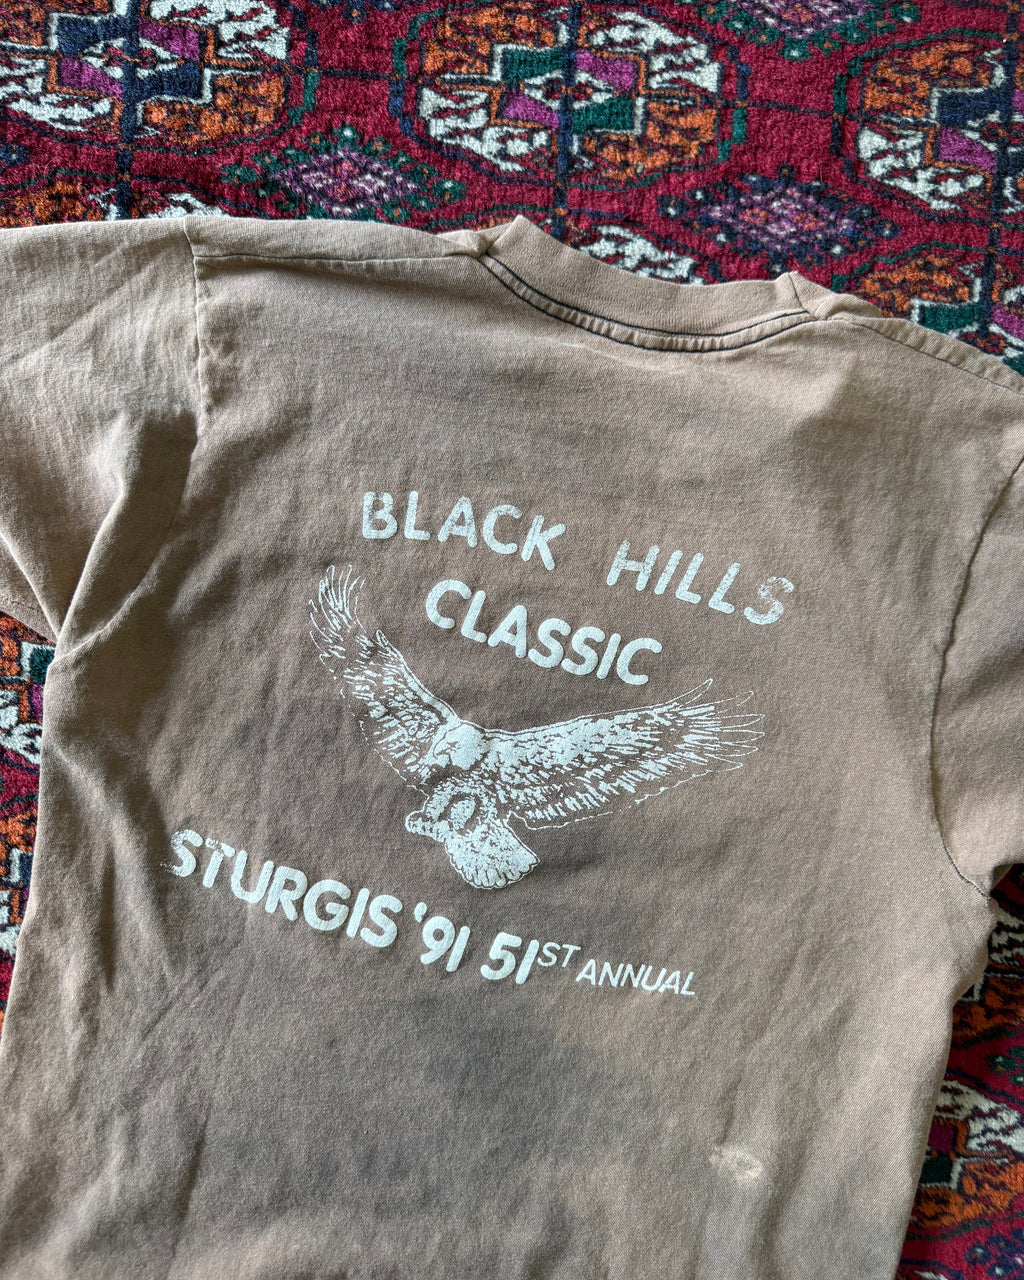 BLACK HILLS
CLASSIC
STURGIS '91 51ST ANNUAL